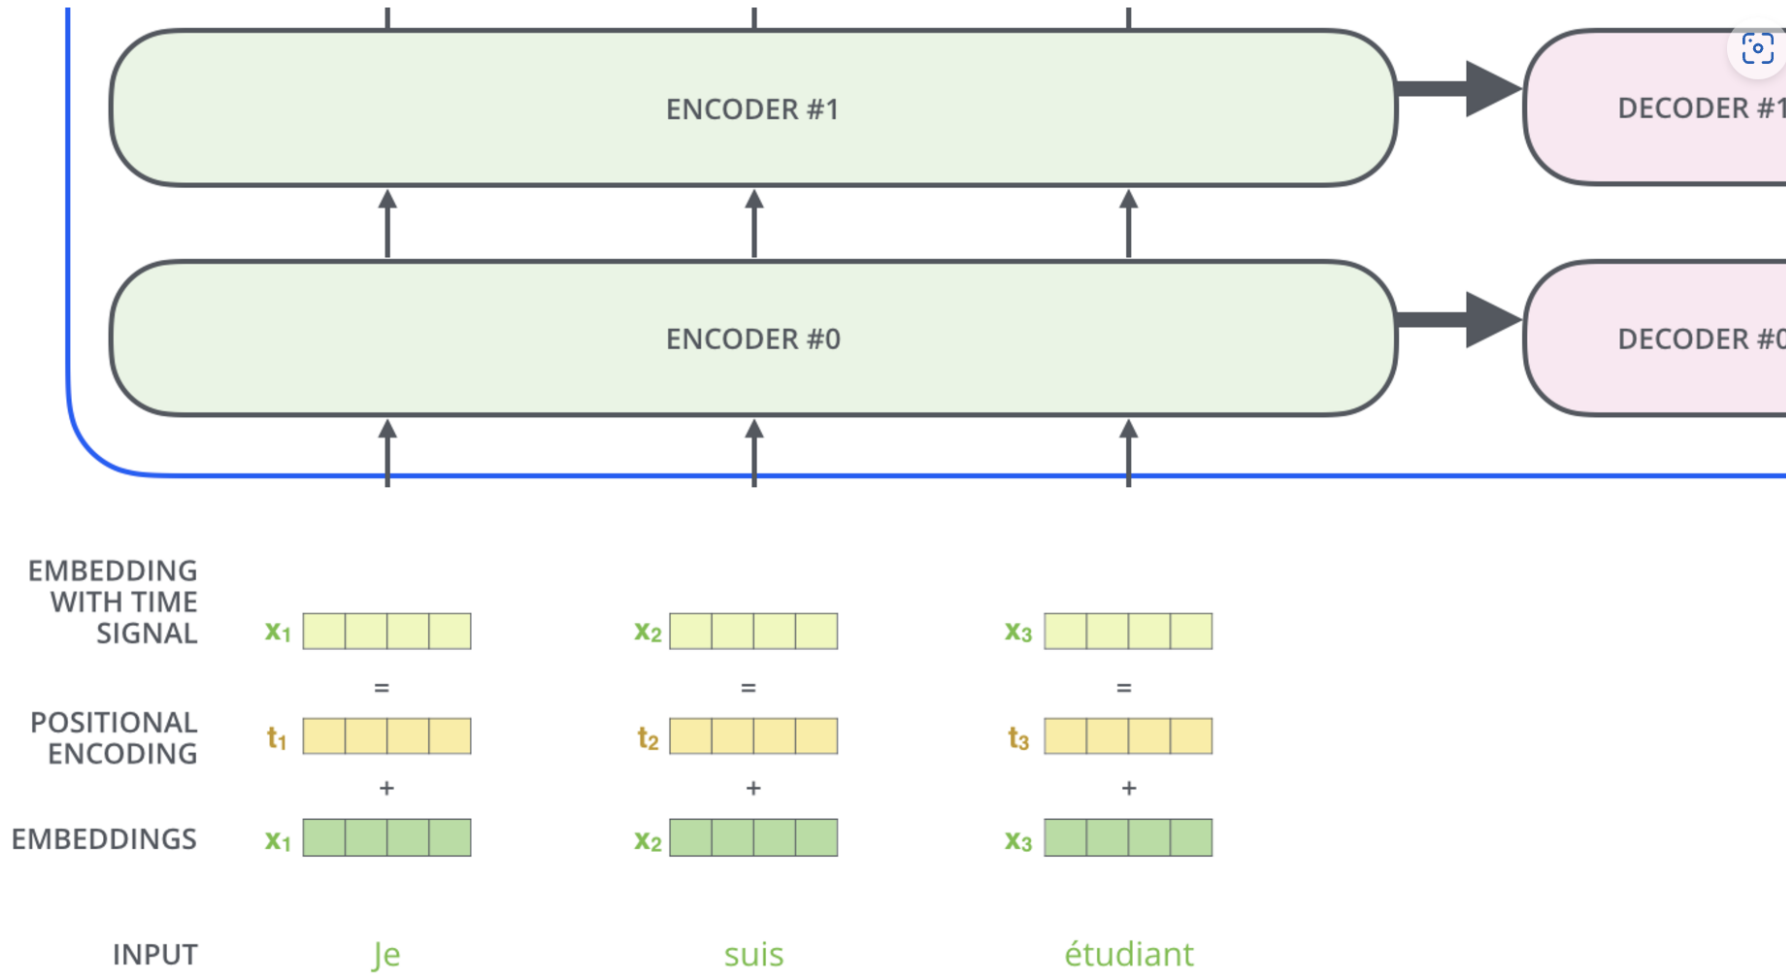 ENCODER #1
DECODER #1
ENCODER #0
DECODER #0
EMBEDDING
WITH TIME
SIGNAL
x₁
x₂
x₃
=
=
=
POSITIONAL
ENCODING
t₁
t₂
t₃
+
+
+
EMBEDDINGS
x₁
x₂
x₃
INPUT
Je
suis
étudiant